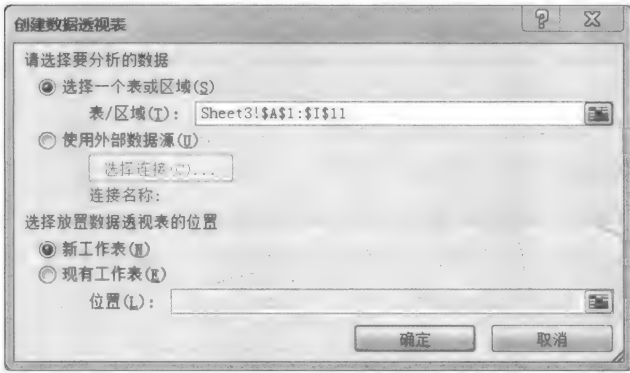 创建数据透视表
请选择要分析的数据
选择一个表或区域(S)
表/区域(T): Sheet3!$A$1:$I$11
使用外部数据源(U)
选择连接(C)...
连接名称:
选择放置数据透视表的位置
新工作表(N)
现有工作表(E)
位置(L):
确定 取消